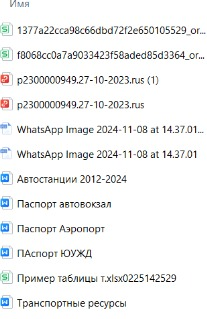 Имя
1377a22cca98c66dbd72f2e650105529_or...
f8068cc0a7a9033423f58aded85d3364_or...
p2300000949.27-10-2023.rus (1)
p2300000949.27-10-2023.rus
WhatsApp Image 2024-11-08 at 14.37.01 ...
WhatsApp Image 2024-11-08 at 14.37.01
Автостанции 2012-2024
Паспорт автовокзал
Паспорт Аэропорт
ПАспорт ЮУЖД
Пример таблицы т.xlsx0225142529
Транспортные ресурсы